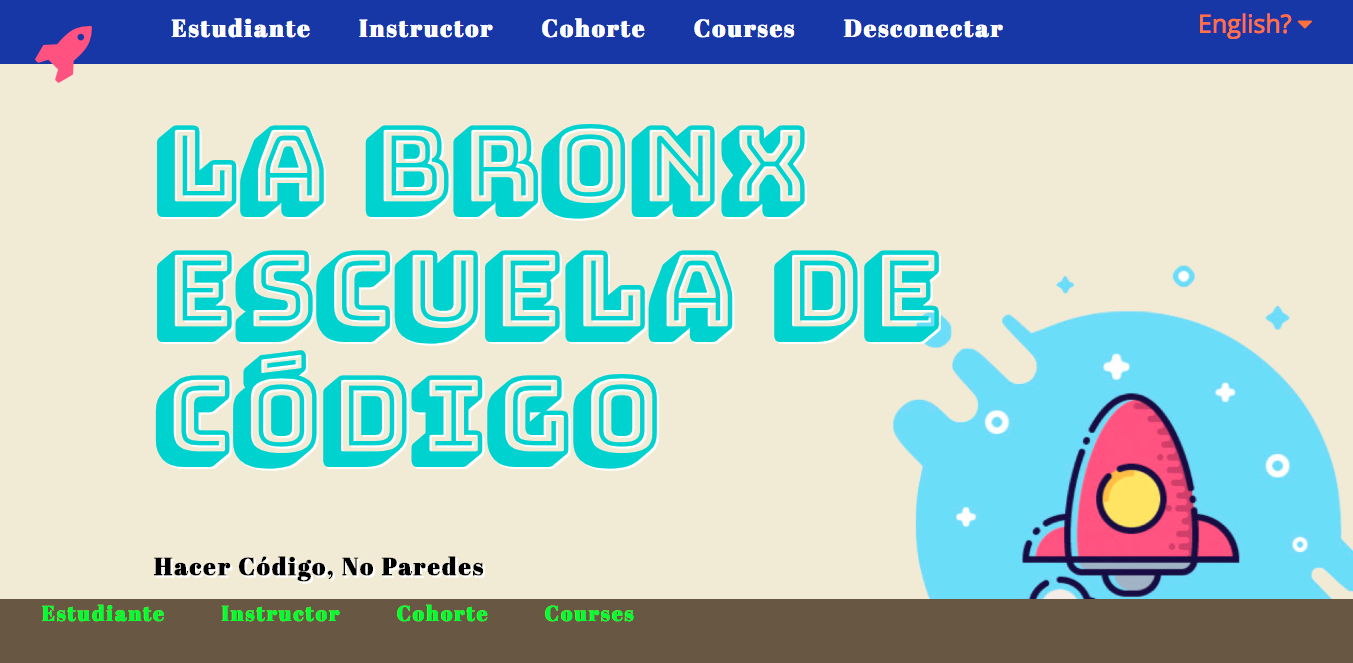 Estudiante Instructor Cohorte Courses Desconectar English?
LA BRONX
ESCUELA DE
CÓDIGO
Hacer Código, No Paredes
Estudiante Instructor Cohorte Courses